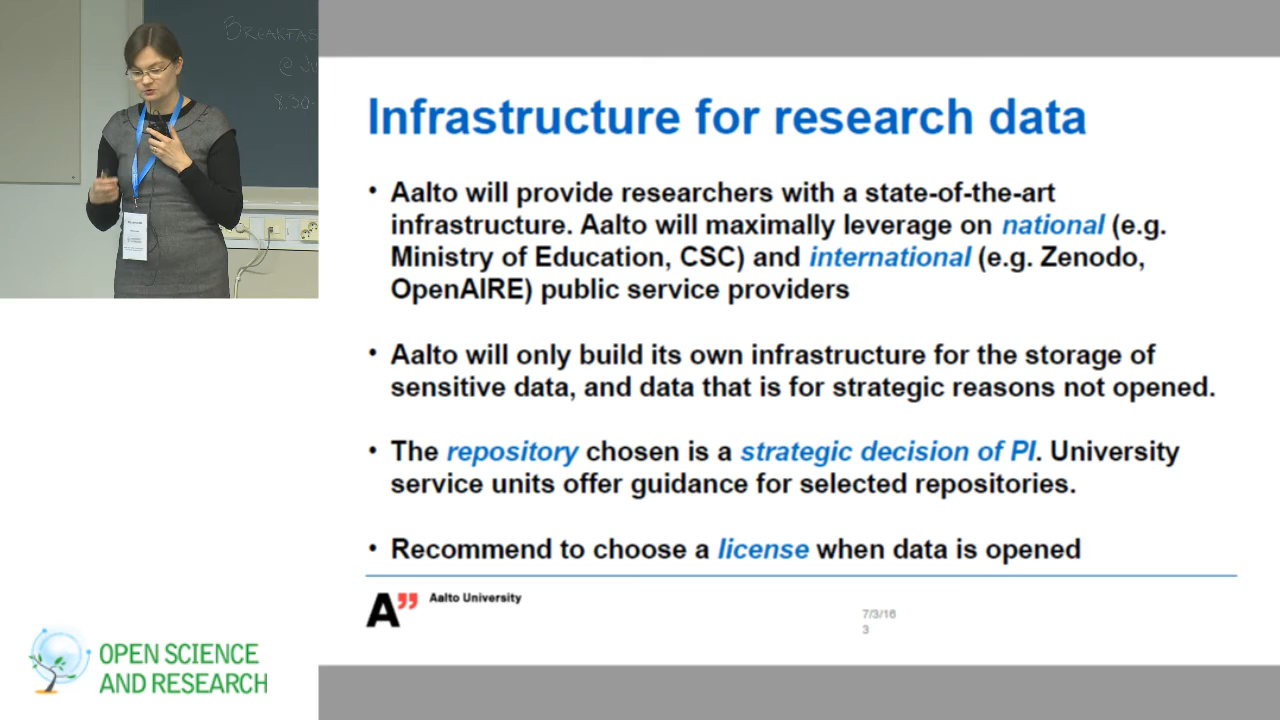 BREAKFAS
@ JU
8.30-
Infrastructure for research data
• Aalto will provide researchers with a state-of-the-art
infrastructure. Aalto will maximally leverage on national (e.g.
Ministry of Education, CSC) and international (e.g. Zenodo,
OpenAIRE) public service providers
• Aalto will only build its own infrastructure for the storage of
sensitive data, and data that is for strategic reasons not opened.
• The repository chosen is a strategic decision of PI. University
service units offer guidance for selected repositories.
• Recommend to choose a license when data is opened
A”
Aalto University
7/3/16
3
OPEN SCIENCE
AND RESEARCH